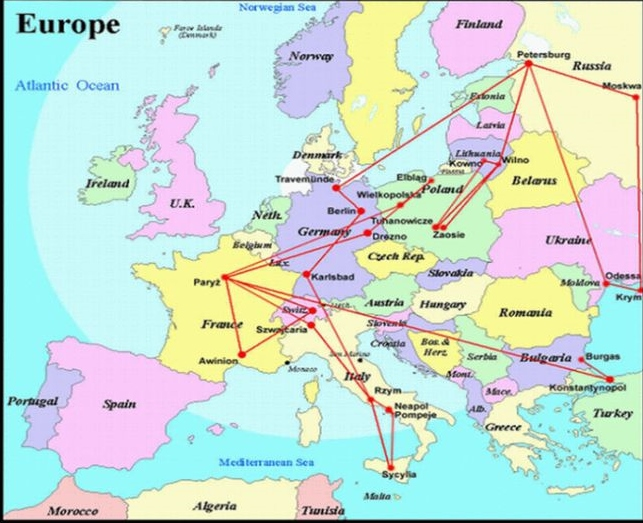 Norwegian Sea
Europe
Faroe Islands
(Denmark)
Finland
Norway
Petersburg
Russia
Atlantic Ocean
Moskwa
Estonia
Latvia
Denmark
Lithuania
Kowno
Wilno
Travemünde
Elbląg
Poland
Belarus
Ireland
Wielkopolska
U.K.
Neth.
Berlin
Tuhanowicze
Germany
Drezno
Zaosie
Ukraine
Belgium
Czech Rep.
Lux.
Paryż
Karlsbad
Slovakia
Odessa
Moldova
Krym
Liech.
Austria
Hungary
Switz.
Romania
France
Szwajcaria
Slovenia
Croatia
Bos. &
Herz.
Serbia
San Marino
Awinion
Monaco
Bulgaria
Burgas
Italy
Mont.
Konstantynopol
Portugal
Spain
Rzym
Mace.
Neapol
Pompeje
Alb.
Turkey
Greece
Mediterranean Sea
Sycylia
Malta
Morocco
Algeria
Tunisia